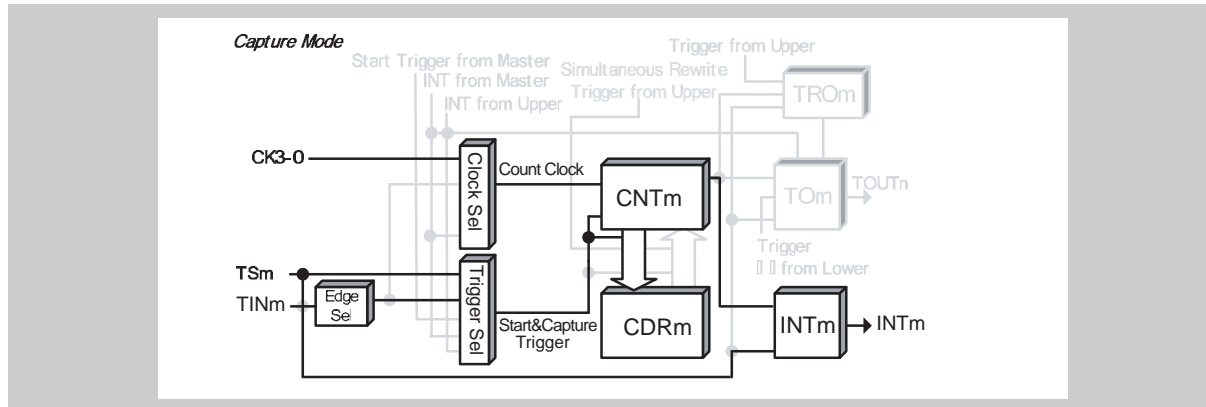 Capture Mode
Trigger from Upper
Start Trigger from Master
Simultaneous Rewrite
INT from Master
Trigger from Upper
INT from Upper
TROm
CK3-0
Clock Sel
Count Clock
CNTm
TOm
TOUTn
Trigger
from Lower
TSm
TINm
Edge
Sel
Trigger Sel
Start&Capture
Trigger
CDRm
INTm
INTm